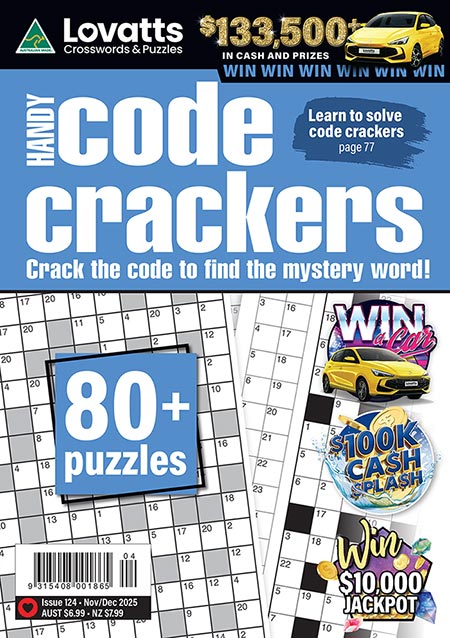 AUSTRALIAN MADE
Lovatts
Crosswords & Puzzles
$133,500+
IN CASH AND PRIZES
WIN WIN WIN WIN WIN WIN
HANDY
code
crackers
Learn to solve
code crackers
page 77
Crack the code to find the mystery word!
80+
puzzles
WIN
a Car
$100K
CASH
SPLASH
Win
$10,000
JACKPOT
04
9 315408 001865
Issue 124 • Nov/Dec 2025
AUST $6.99 • NZ $7.99